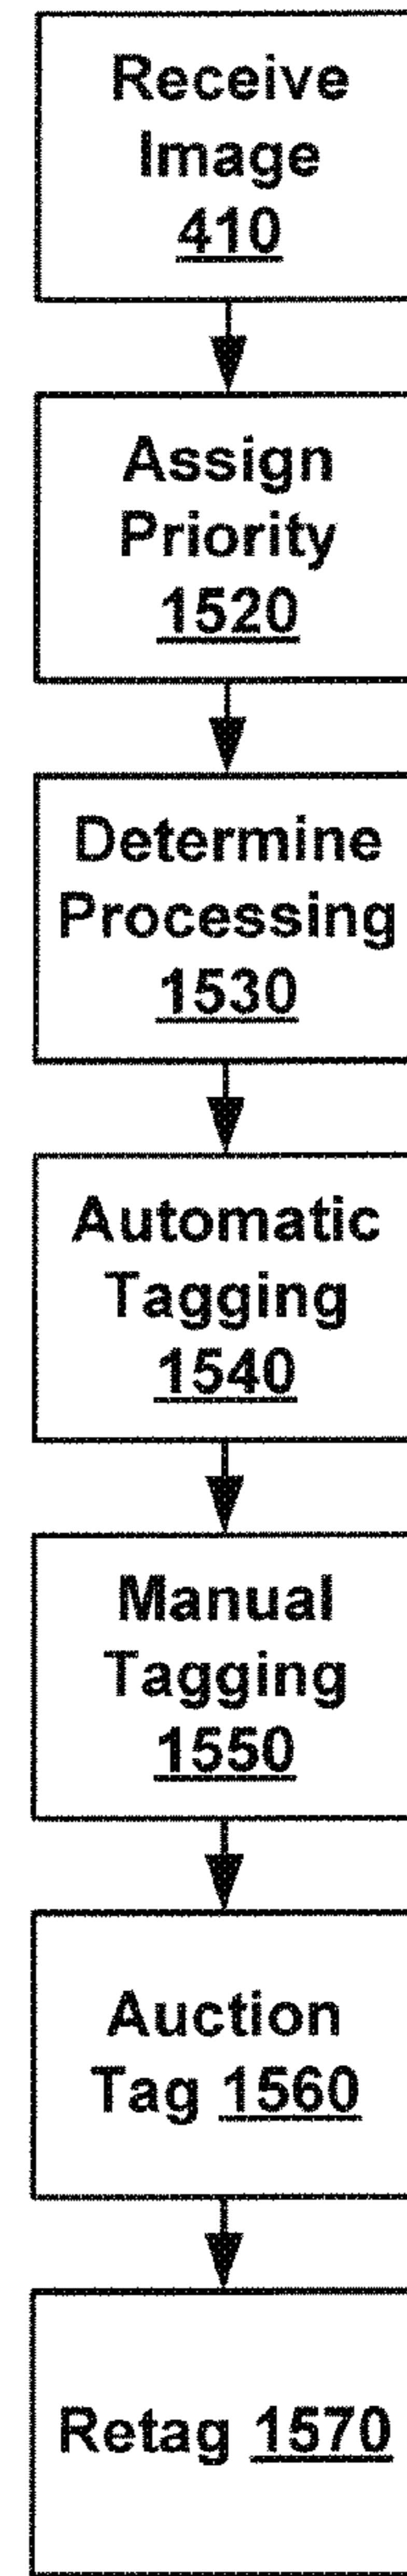 Receive
Image
410
Assign
Priority
1520
Determine
Processing
1530
Automatic
Tagging
1540
Manual
Tagging
1550
Auction
Tag 1560
Retag 1570